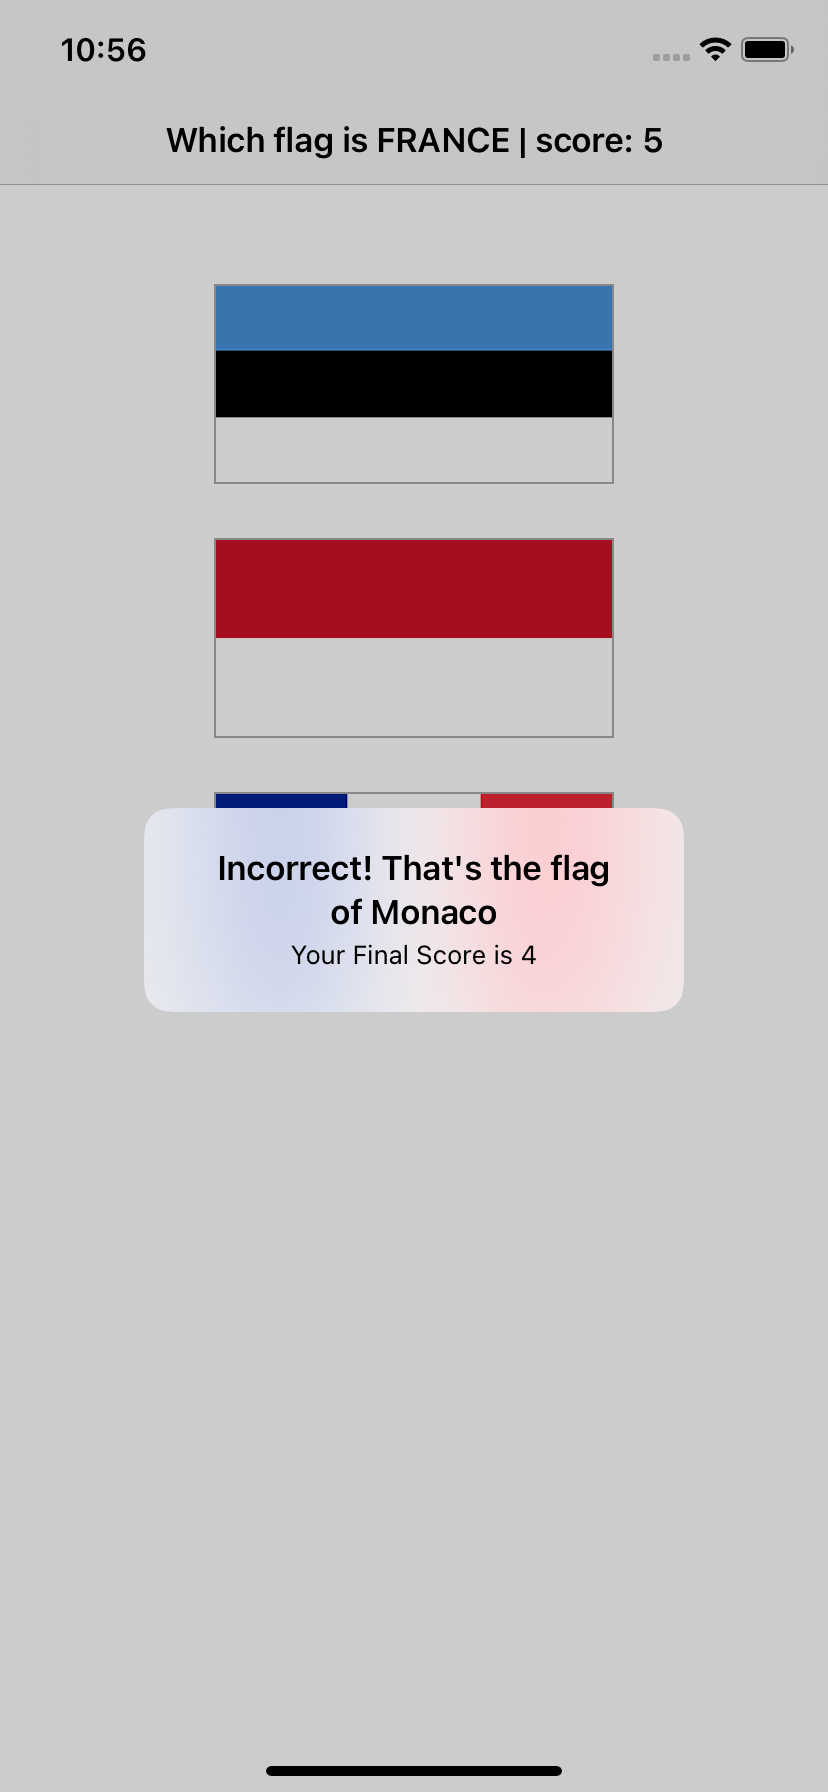 10:56
Which flag is FRANCE | score: 5
Incorrect! That's the flag
of Monaco
Your Final Score is 4